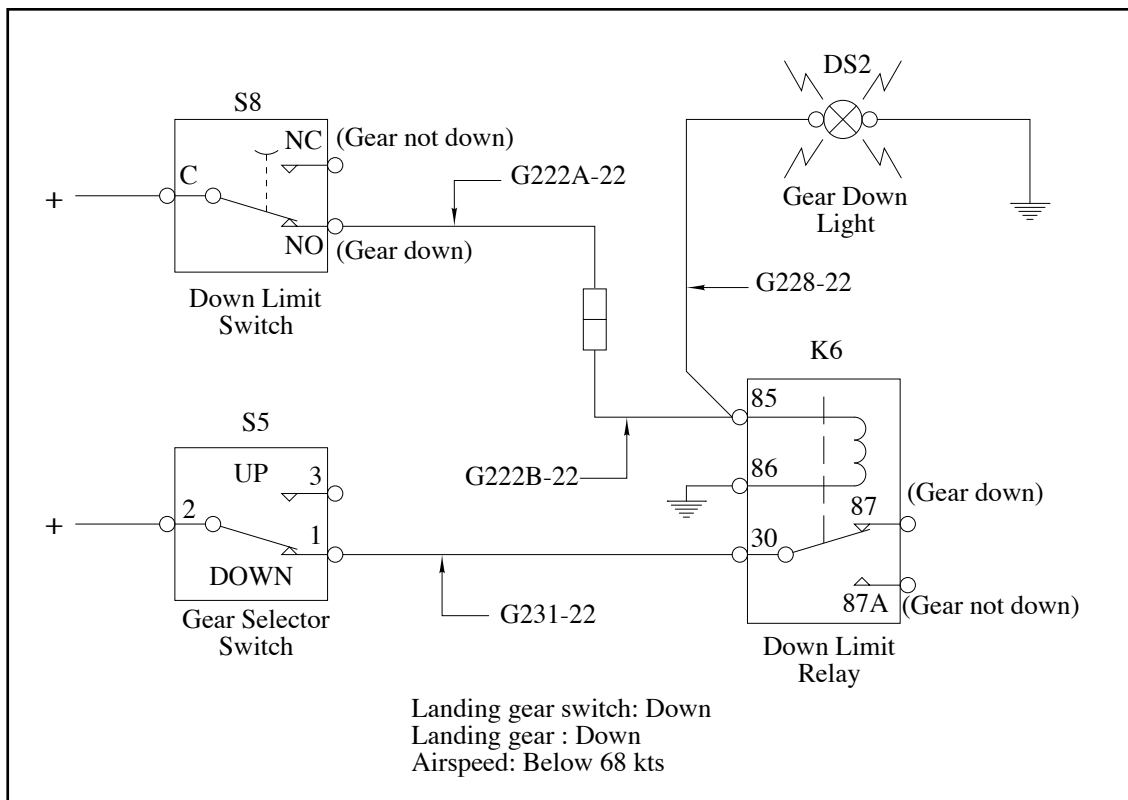 DS2
S8
NC (Gear not down)
C
G222A-22
+
NO (Gear down)
Gear Down
Light
Down Limit
Switch
G228-22
K6
S5
85
UP 3
86
G222B-22
(Gear down)
2
87
+
1
30
DOWN
87A (Gear not down)
G231-22
Gear Selector
Switch
Down Limit
Relay
Landing gear switch: Down
Landing gear : Down
Airspeed: Below 68 kts